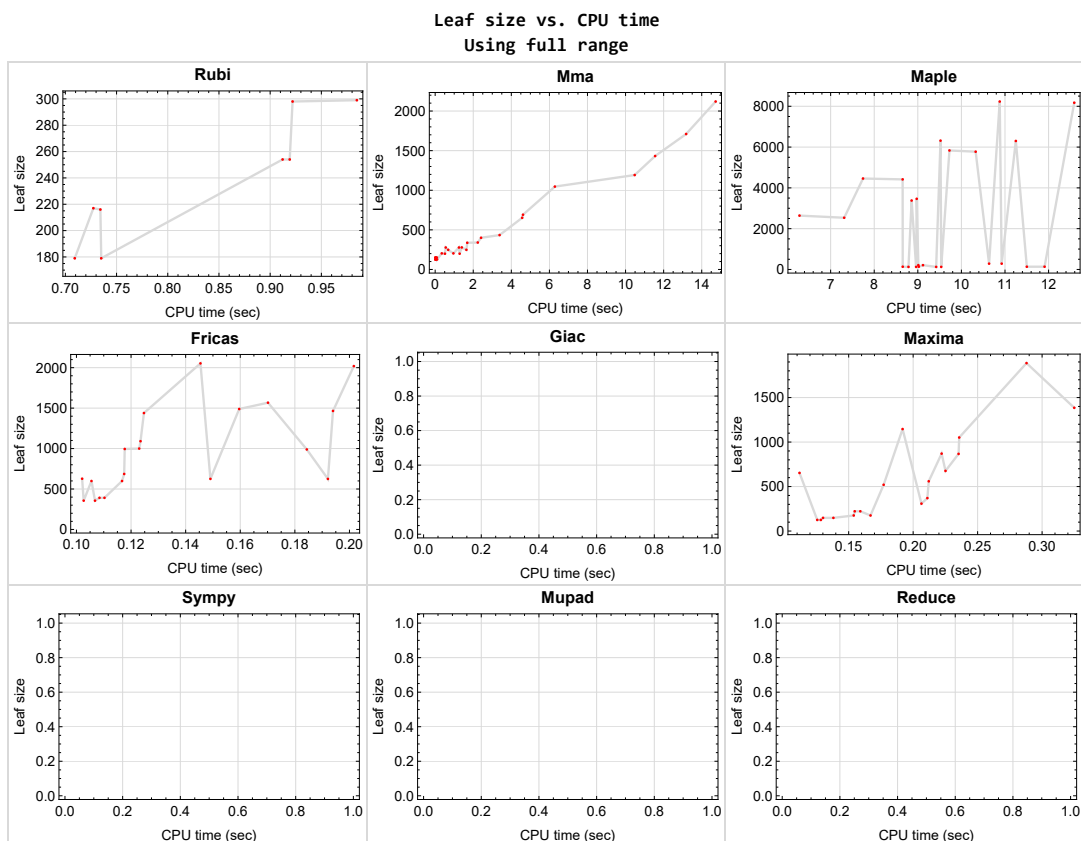 Leaf size vs. CPU time
Using full range
Rubi
300
280
260
240
220
200
180
0.70 0.75 0.80 0.85 0.90 0.95
Leaf size
CPU time (sec)
Mma
2000
1500
1000
500
0
0 2 4 6 8 10 12 14
Leaf size
CPU time (sec)
Maple
8000
6000
4000
2000
0
7 8 9 10 11 12
Leaf size
CPU time (sec)
Fricas
2000
1500
1000
500
0
0.10 0.12 0.14 0.16 0.18 0.20
Leaf size
CPU time (sec)
Giac
1.0
0.8
0.6
0.4
0.2
0.0
0.0 0.2 0.4 0.6 0.8 1.0
Leaf size
CPU time (sec)
Maxima
1500
1000
500
0
0.15 0.20 0.25 0.30
Leaf size
CPU time (sec)
Sympy
1.0
0.8
0.6
0.4
0.2
0.0
0.0 0.2 0.4 0.6 0.8 1.0
Leaf size
CPU time (sec)
Mupad
1.0
0.8
0.6
0.4
0.2
0.0
0.0 0.2 0.4 0.6 0.8 1.0
Leaf size
CPU time (sec)
Reduce
1.0
0.8
0.6
0.4
0.2
0.0
0.0 0.2 0.4 0.6 0.8 1.0
Leaf size
CPU time (sec)